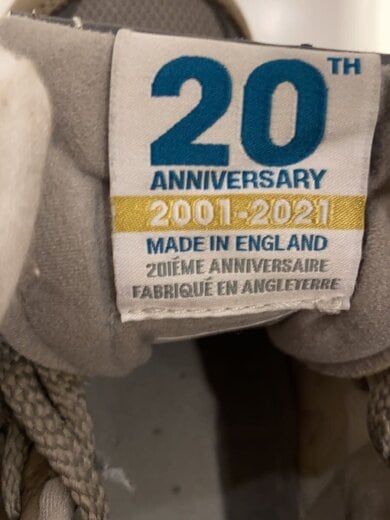 20TH
ANNIVERSARY
2001-2021
MADE IN ENGLAND
20IÉME ANNIVERSAIRE
FABRIQUÉ EN ANGLETERRE